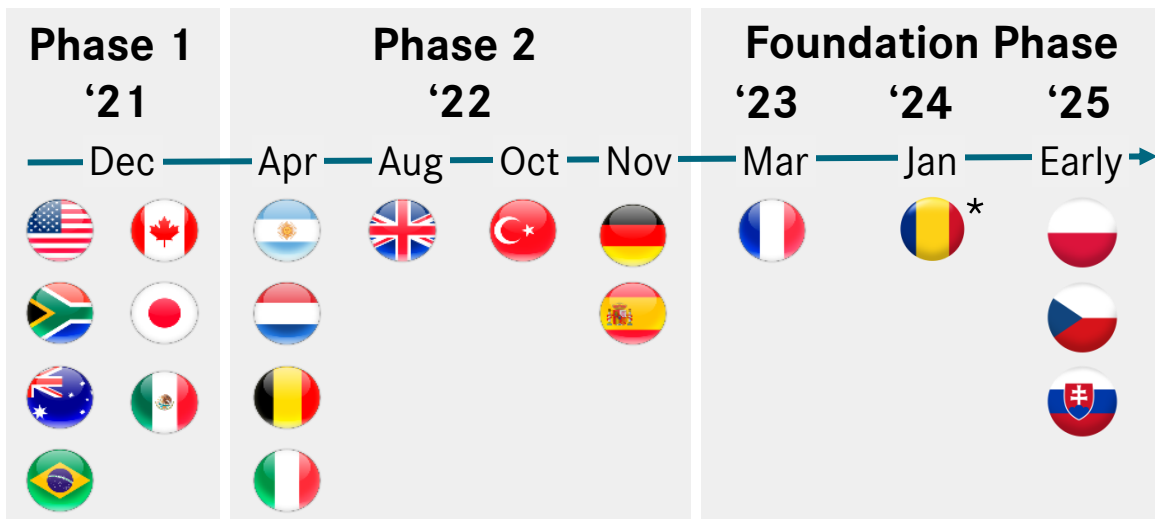 Phase 1
‘21
Phase 2
‘22
Foundation Phase
‘23 ‘24 ‘25
Dec Apr Aug Oct Nov Mar Jan Early
*